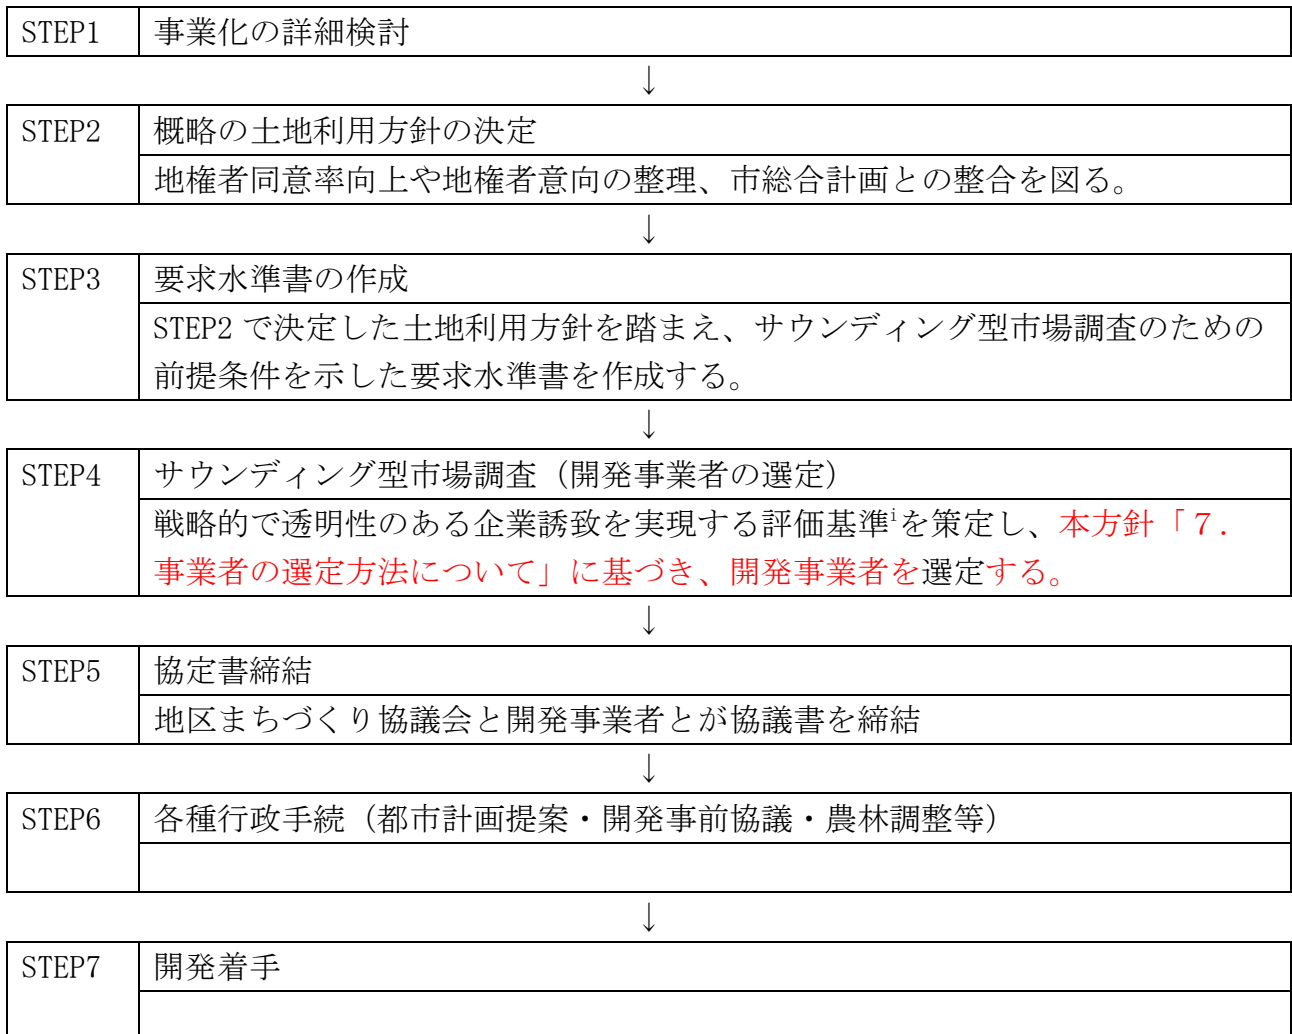 STEP1 事業化の詳細検討
↓
STEP2 概略の土地利用方針の決定
地権者同意率向上や地権者意向の整理、市総合計画との整合を図る。
↓
STEP3 要求水準書の作成
STEP2 で決定した土地利用方針を踏まえ、サウンディング型市場調査のための
前提条件を示した要求水準書を作成する。
↓
STEP4 サウンディング型市場調査（開発事業者の選定）
戦略的で透明性のある企業誘致を実現する評価基準ⁱを策定し、本方針「７．
事業者の選定方法について」に基づき、開発事業者を選定する。
↓
STEP5 協定書締結
地区まちづくり協議会と開発事業者とが協議書を締結
↓
STEP6 各種行政手続（都市計画提案・開発事前協議・農林調整等）
↓
STEP7 開発着手